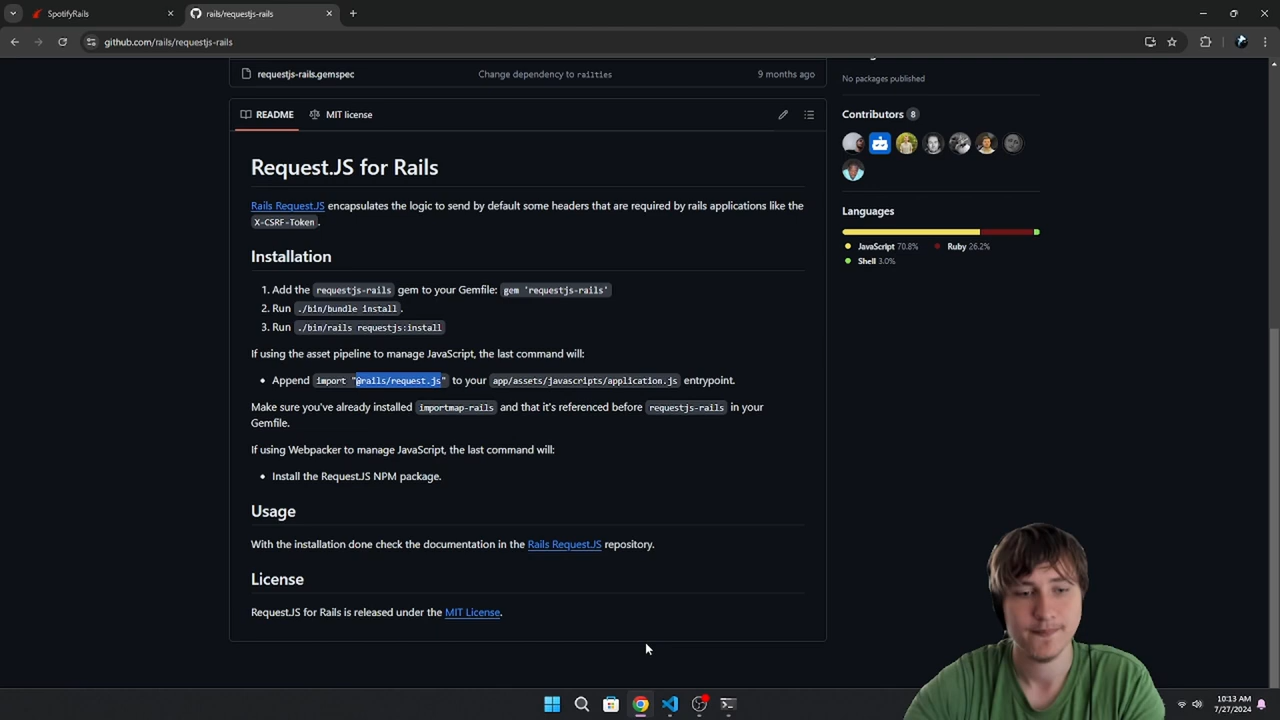 SpotifyRails
rails/requestjs-rails
github.com/rails/requestjs-rails
requestjs-rails.gemspec
Change dependency to railties
9 months ago
No packages published
README
MIT license
Contributors 8
Request.JS for Rails
Rails Request.JS encapsulates the logic to send by default some headers that are required by rails applications like the
X-CSRF-Token.
Languages
JavaScript 70.8%
Ruby 26.2%
Shell 3.0%
Installation
1. Add the requestjs-rails gem to your Gemfile: gem 'requestjs-rails'
2. Run ./bin/bundle install.
3. Run ./bin/rails requestjs:install
If using the asset pipeline to manage JavaScript, the last command will:
Append import "@rails/request.js" to your app/assets/javascripts/application.js entrypoint.
Make sure you've already installed importmap-rails and that it's referenced before requestjs-rails in your
Gemfile.
If using Webpacker to manage JavaScript, the last command will:
Install the Request.JS NPM package.
Usage
With the installation done check the documentation in the Rails Request.JS repository.
License
Request.JS for Rails is released under the MIT License.
10:13 AM
7/27/2024